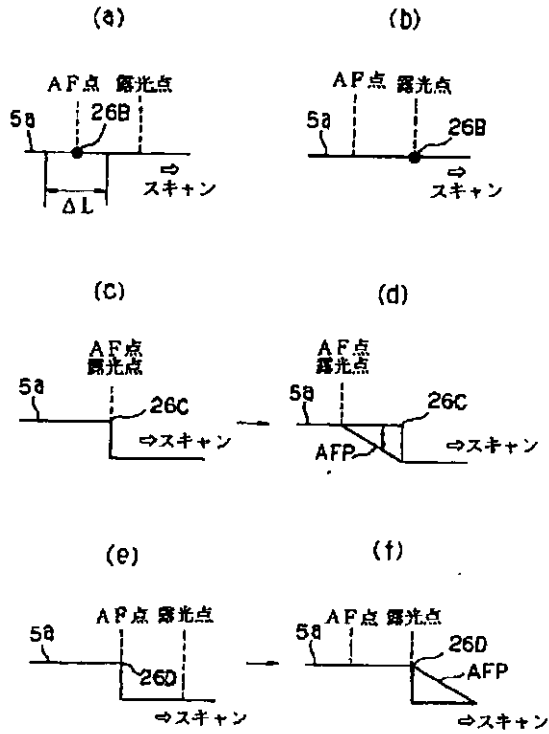 (a)
AF点 露光点
5a
26B
ΔL
⇨
スキャン
(b)
AF点 露光点
5a
26B
⇨
スキャン
(c)
AF点
露光点
5a
26C
⇨スキャン
(d)
AF点
露光点
5a
26C
AFP
⇨スキャン
(e)
AF点 露光点
5a
26D
⇨スキャン
(f)
AF点 露光点
5a
26D
AFP
⇨スキャン